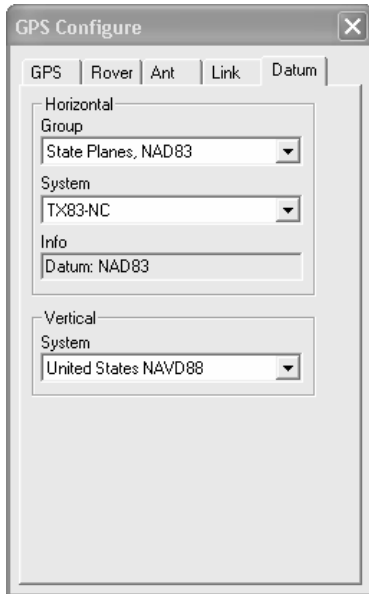 GPS Configure
GPS Rover Ant Link Datum
Horizontal
Group
State Planes, NAD83
System
TX83-NC
Info
Datum: NAD83
Vertical
System
United States NAVD88